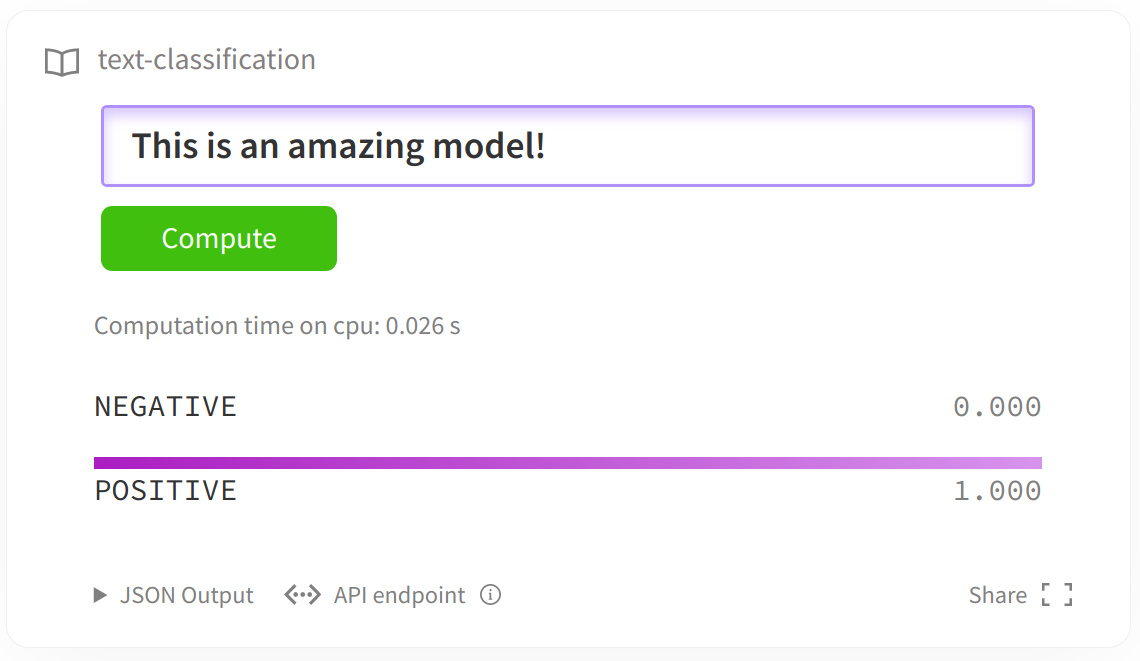 text-classification
This is an amazing model!
Compute
Computation time on cpu: 0.026 s
NEGATIVE 0.000
POSITIVE 1.000
JSON Output API endpoint Share